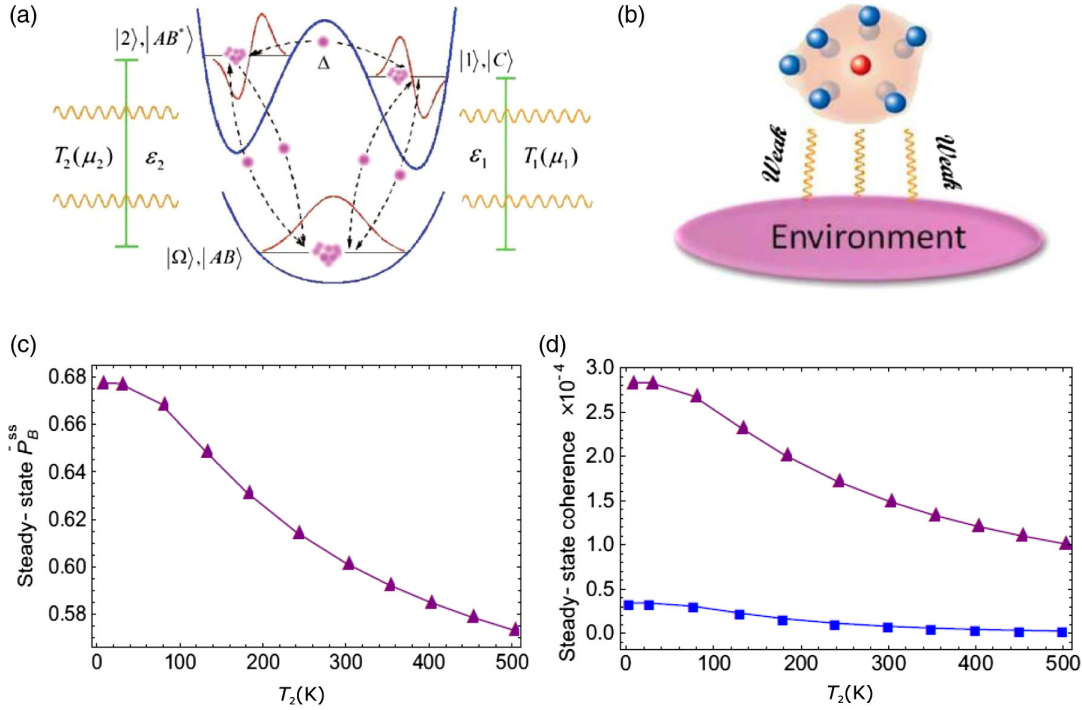 (a)
|2⟩,|AB*⟩
Δ
|1⟩,|C⟩
T₂(μ₂)
ε₂
ε₁
T₁(μ₁)
|Ω⟩,|AB⟩
(b)
Weak
Weak
Environment
(c)
Steady- state P̄_B^ss
0.68
0.66
0.64
0.62
0.60
0.58
0
100
200
300
400
500
T₂(K)
(d)
Steady- state coherence ×10⁻⁴
3.0
2.5
2.0
1.5
1.0
0.5
0.0
0
100
200
300
400
500
T₂(K)